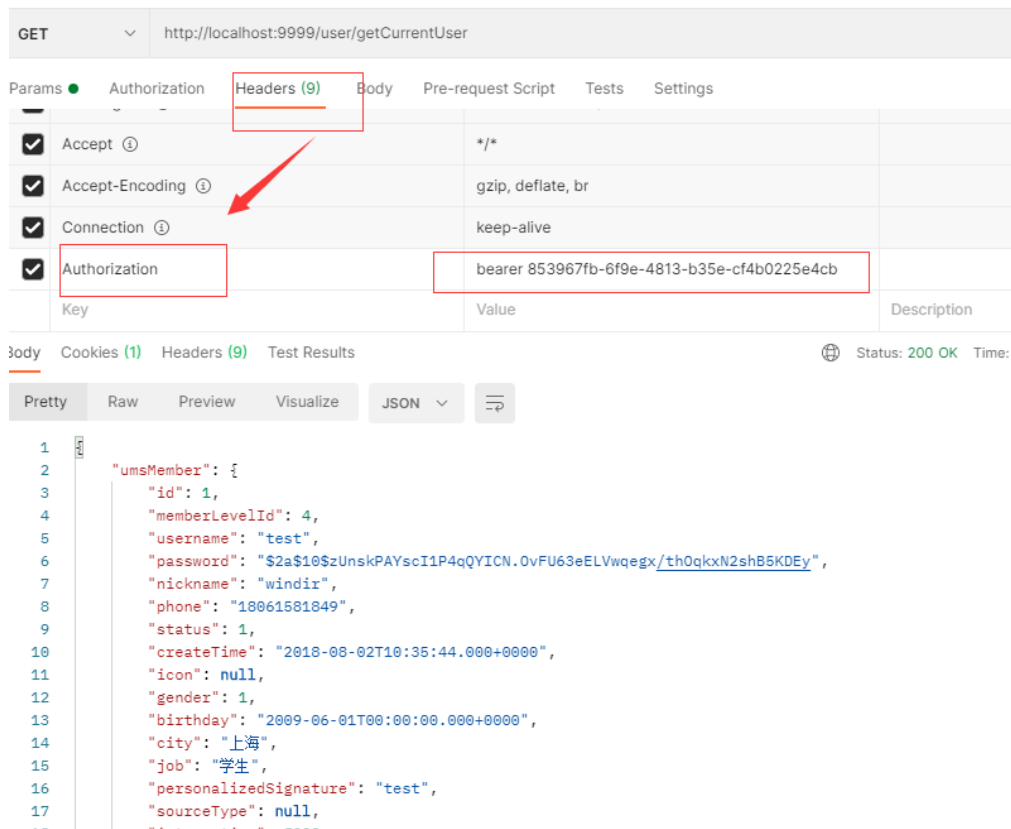 GET http://localhost:9999/user/getCurrentUser
Params Authorization Headers (9) Body Pre-request Script Tests Settings
Accept */*
Accept-Encoding gzip, deflate, br
Connection keep-alive
Authorization bearer 853967fb-6f9e-4813-b35e-cf4b0225e4cb
Key Value Description
Body Cookies (1) Headers (9) Test Results Status: 200 OK Time:
Pretty Raw Preview Visualize JSON
1 {
2 "umsMember": {
3 "id": 1,
4 "memberLevelId": 4,
5 "username": "test",
6 "password": "$2a$10$zUnskPAYscI1P4qQYICN.OvFU63eELVwqegx/thOqkxN2shB5KDEy",
7 "nickname": "windir",
8 "phone": "18061581849",
9 "status": 1,
10 "createTime": "2018-08-02T10:35:44.000+0000",
11 "icon": null,
12 "gender": 1,
13 "birthday": "2009-06-01T00:00:00.000+0000",
14 "city": "上海",
15 "job": "学生",
16 "personalizedSignature": "test",
17 "sourceType": null,